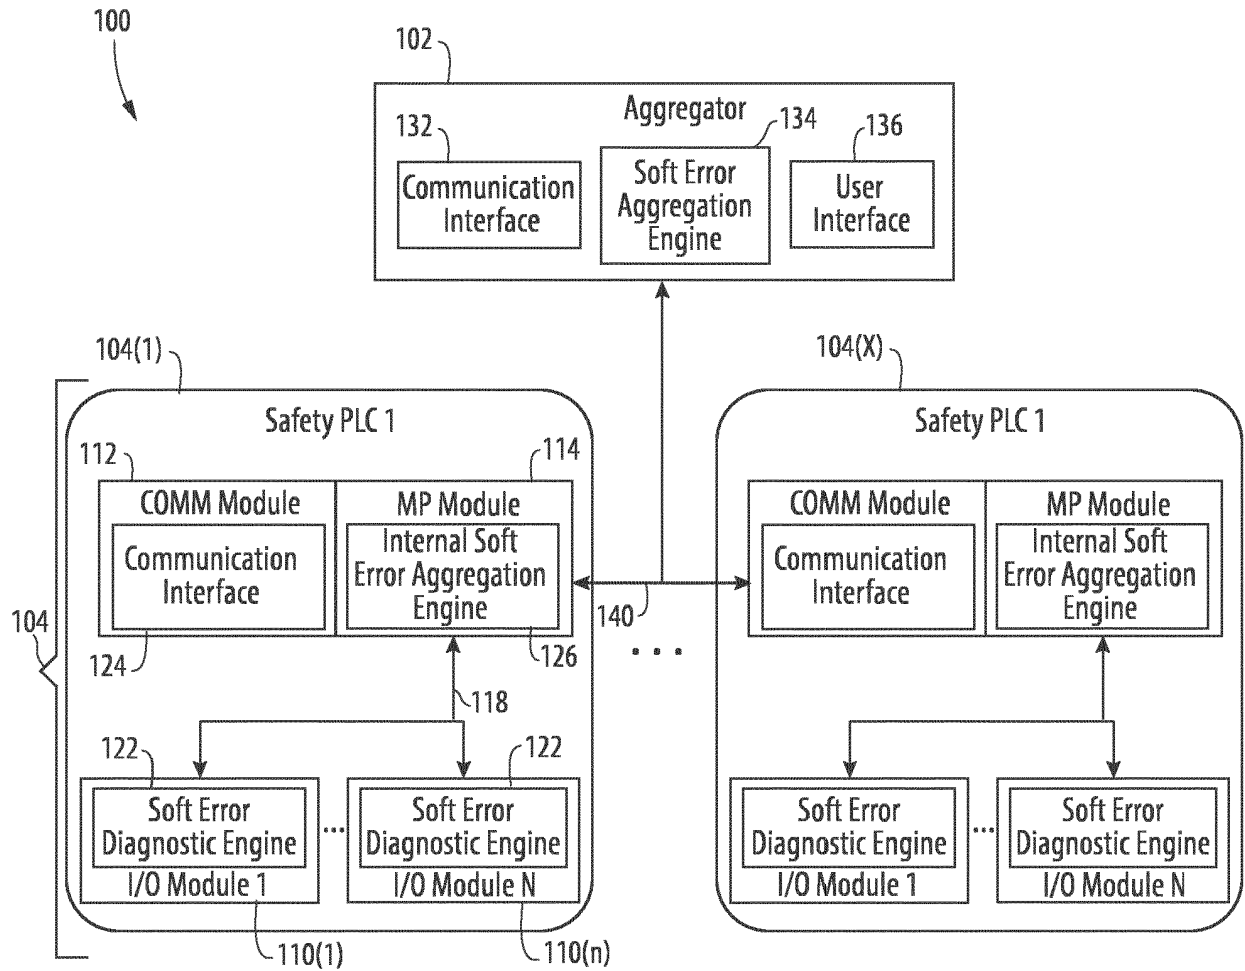 100
102
Aggregator
132
134
136
Communication
Interface
Soft Error
Aggregation
Engine
User
Interface
104(1)
104(X)
Safety PLC 1
Safety PLC 1
112
114
COMM Module
MP Module
Communication
Interface
Internal Soft
Error Aggregation
Engine
COMM Module
MP Module
Communication
Interface
Internal Soft
Error Aggregation
Engine
140
104
124
126
...
118
122
122
Soft Error
Diagnostic Engine
I/O Module 1
...
Soft Error
Diagnostic Engine
I/O Module N
Soft Error
Diagnostic Engine
I/O Module 1
...
Soft Error
Diagnostic Engine
I/O Module N
110(1)
110(n)